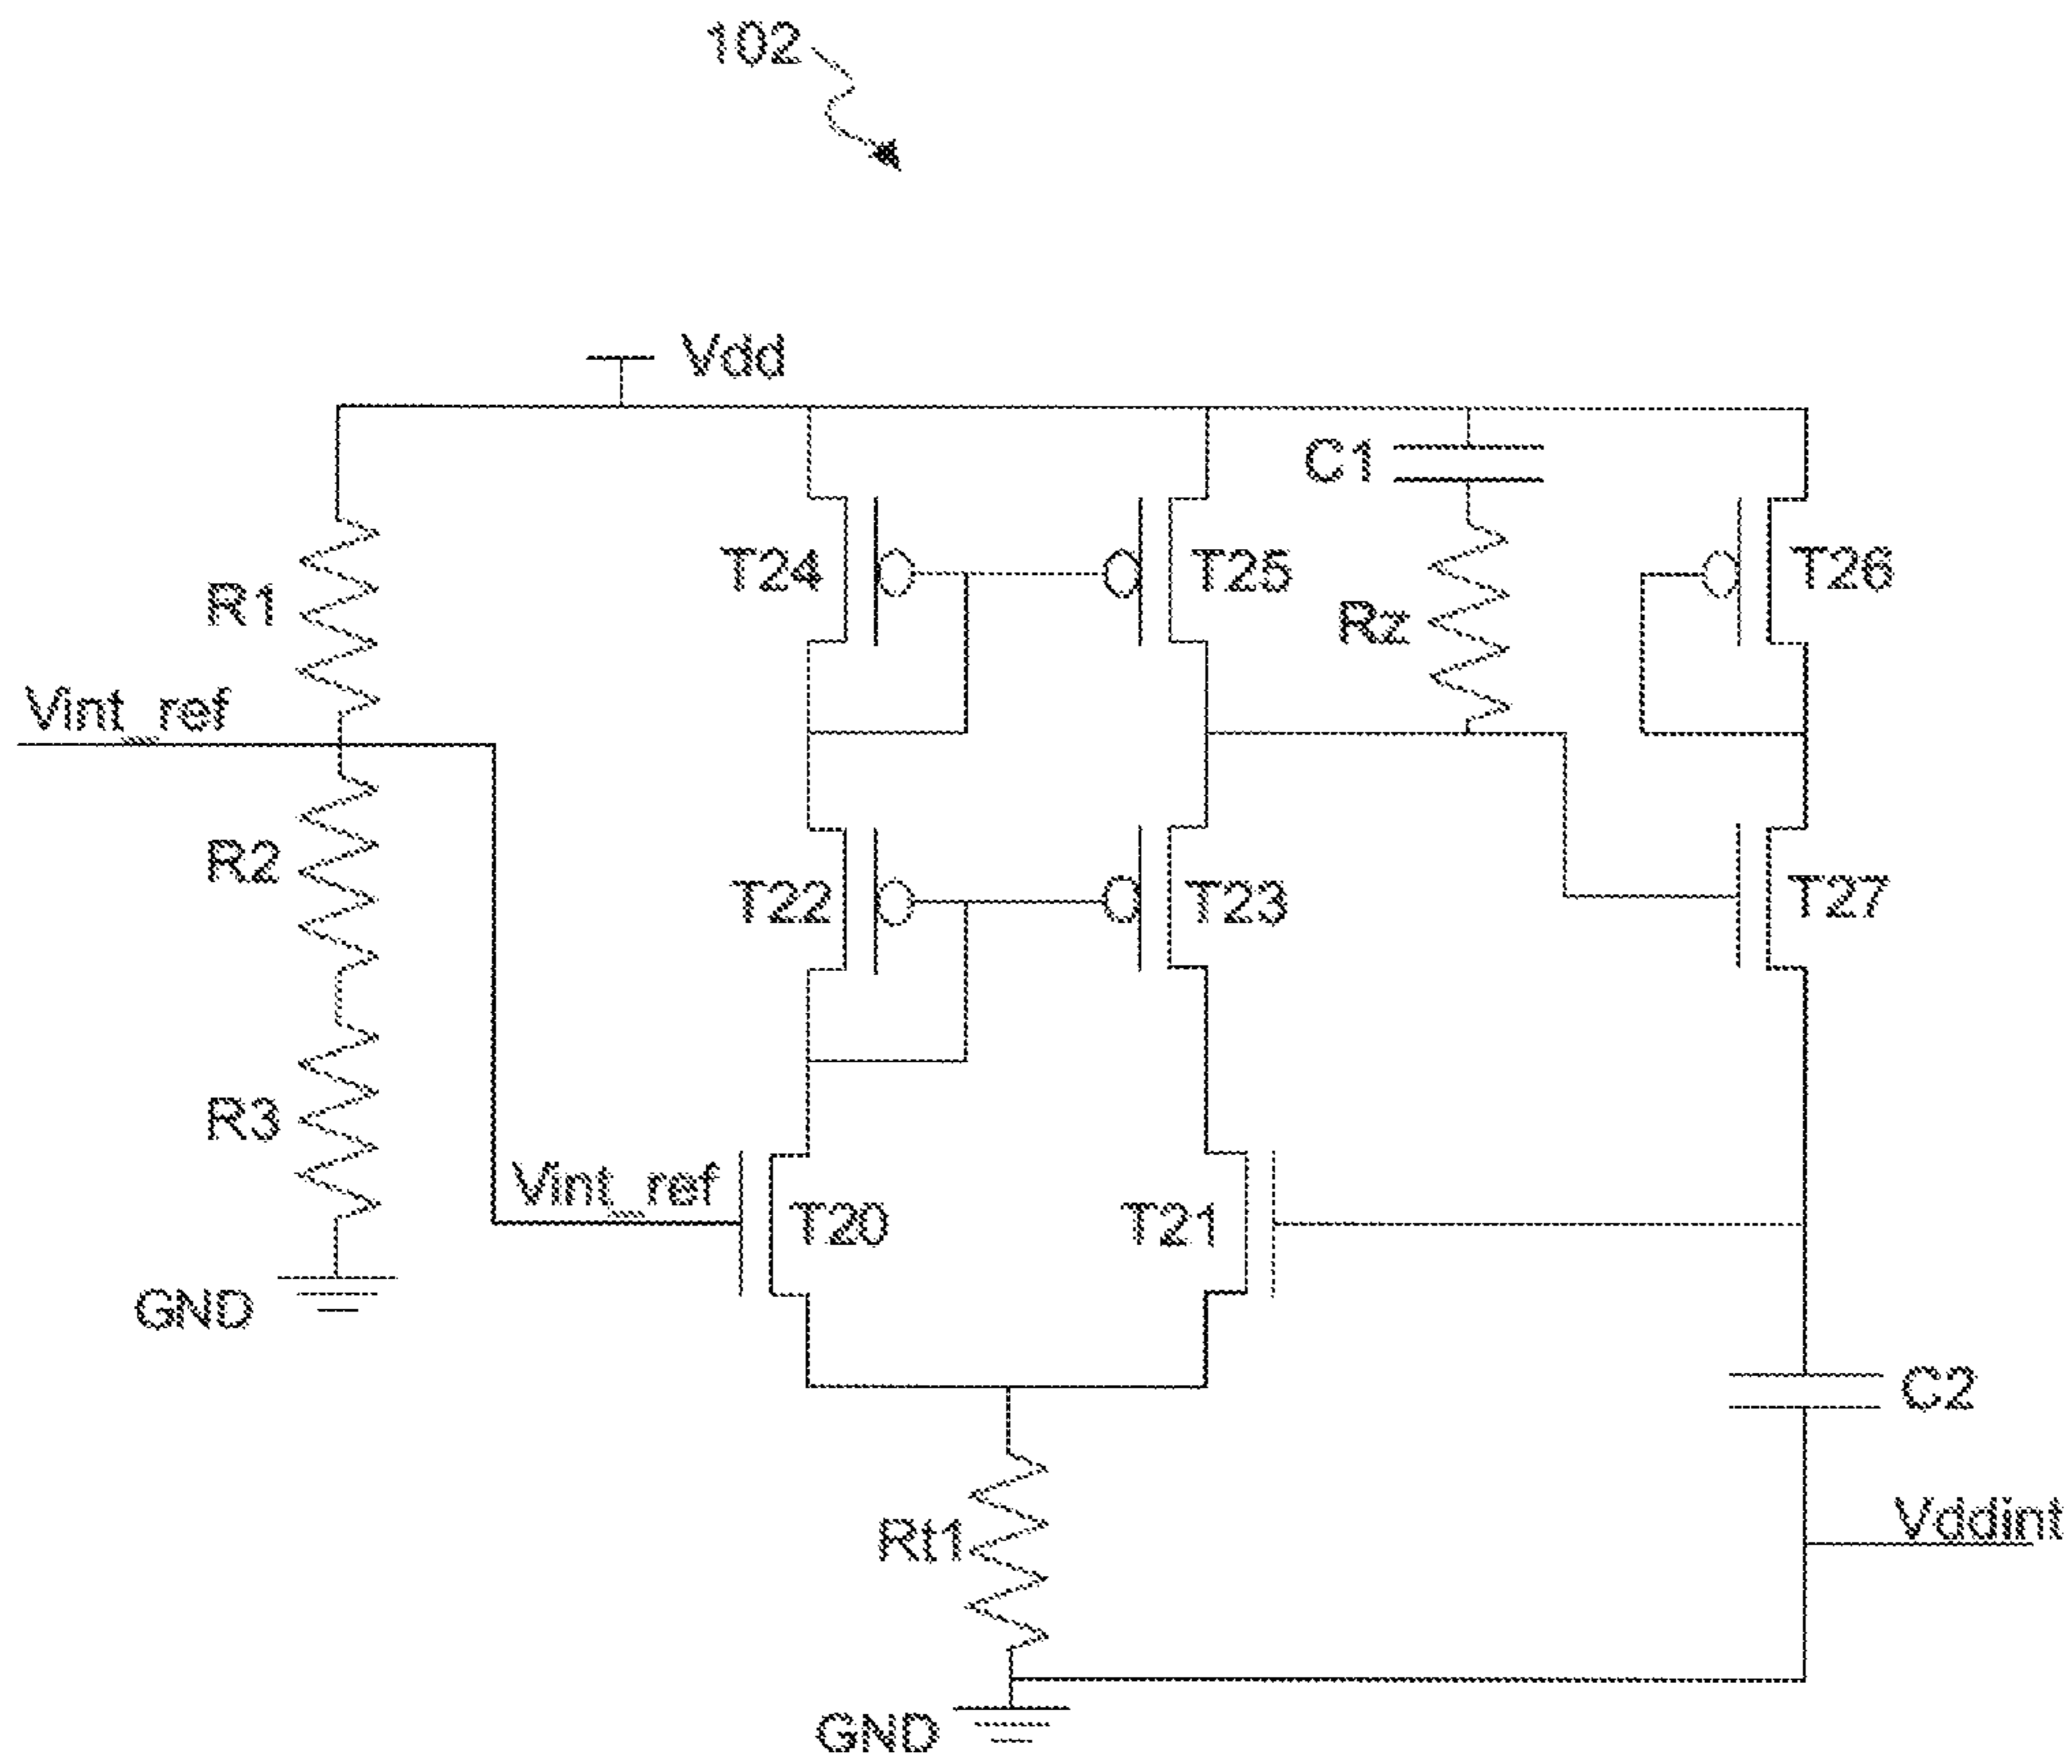 102
Vdd
C1
T24
T25
T26
R1
Rz
Vint_ref
R2
T22
T23
T27
R3
Vint_ref
T20
T21
GND
C2
Rt1
Vddint
GND